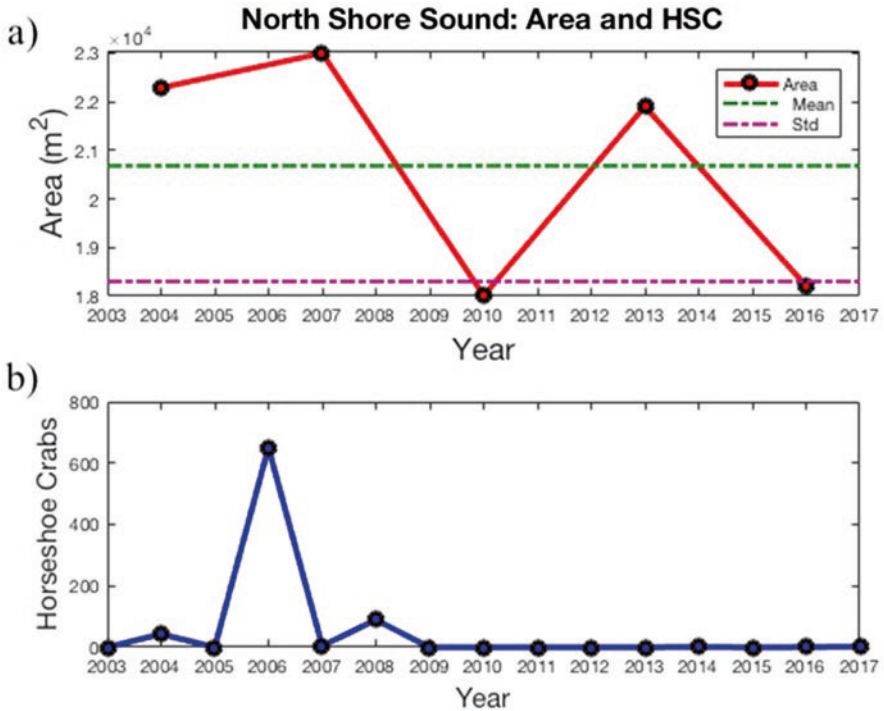 North Shore Sound: Area and HSC
a)
×10⁴
2.3
2.2
2.1
2
1.9
1.8
Area (m²)
Area
Mean
Std
2003 2004 2005 2006 2007 2008 2009 2010 2011 2012 2013 2014 2015 2016 2017
Year
b)
800
600
400
200
0
Horseshoe Crabs
2003 2004 2005 2006 2007 2008 2009 2010 2011 2012 2013 2014 2015 2016 2017
Year